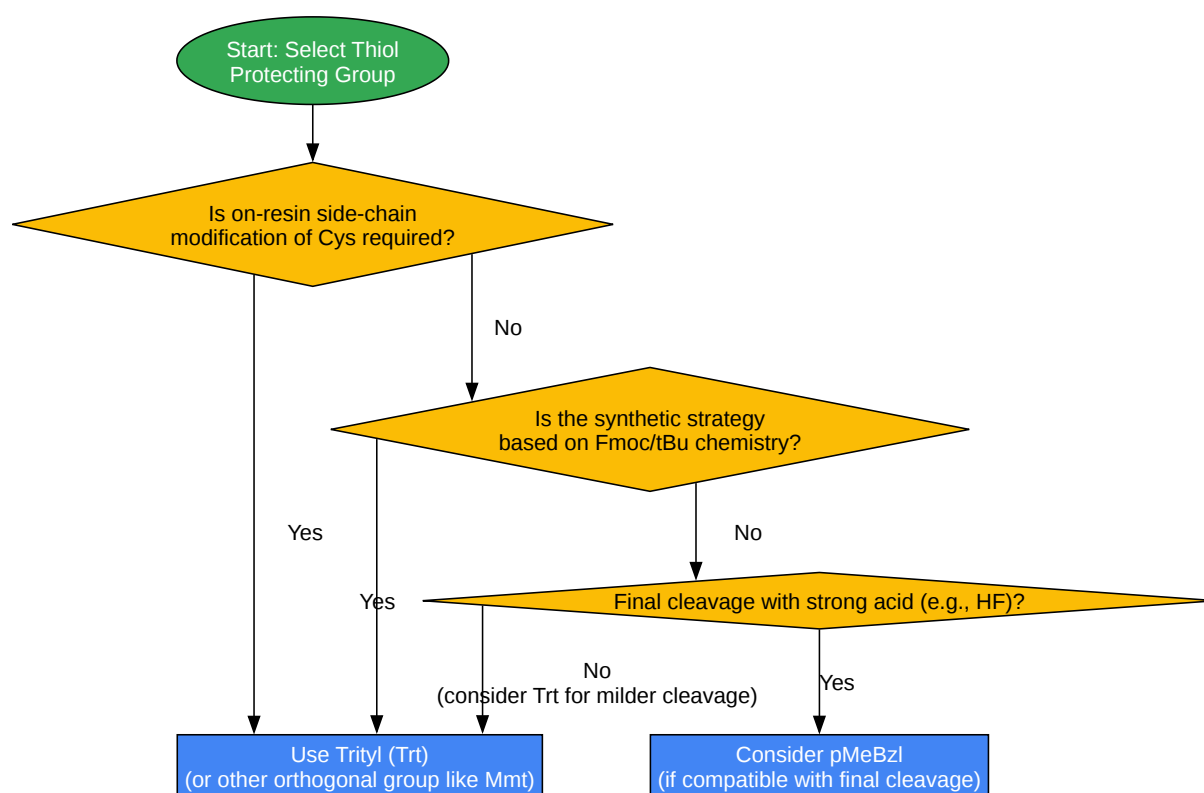 Start: Select Thiol
Protecting Group
Is on-resin side-chain
modification of Cys required?
No
Is the synthetic strategy
based on Fmoc/tBu chemistry?
Yes
No
Yes
Final cleavage with strong acid (e.g., HF)?
No
(consider Trt for milder cleavage)
Yes
Use Trityl (Trt)
(or other orthogonal group like Mmt)
Consider pMeBzl
(if compatible with final cleavage)